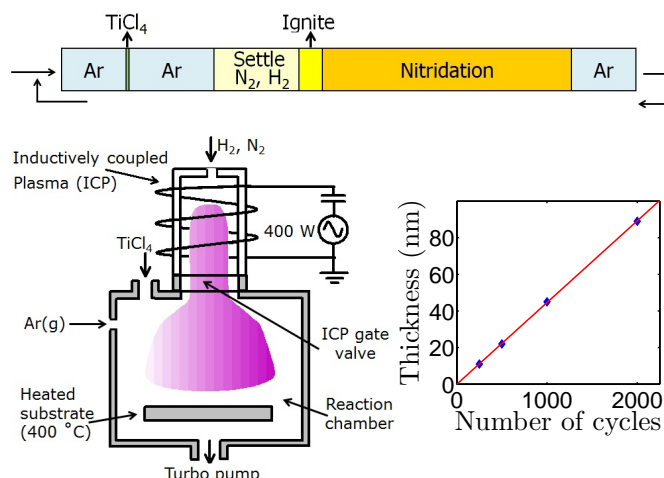 TiCl4
Ignite
Ar
Ar
Settle
N2, H2
Nitridation
Ar
H2, N2
Inductively coupled
Plasma (ICP)
400 W
TiCl4
Ar(g)
ICP gate
valve
Heated
substrate
(400 °C)
Reaction
chamber
Turbo pump
Thickness (nm)
80
60
40
20
0
0
1000
2000
Number of cycles